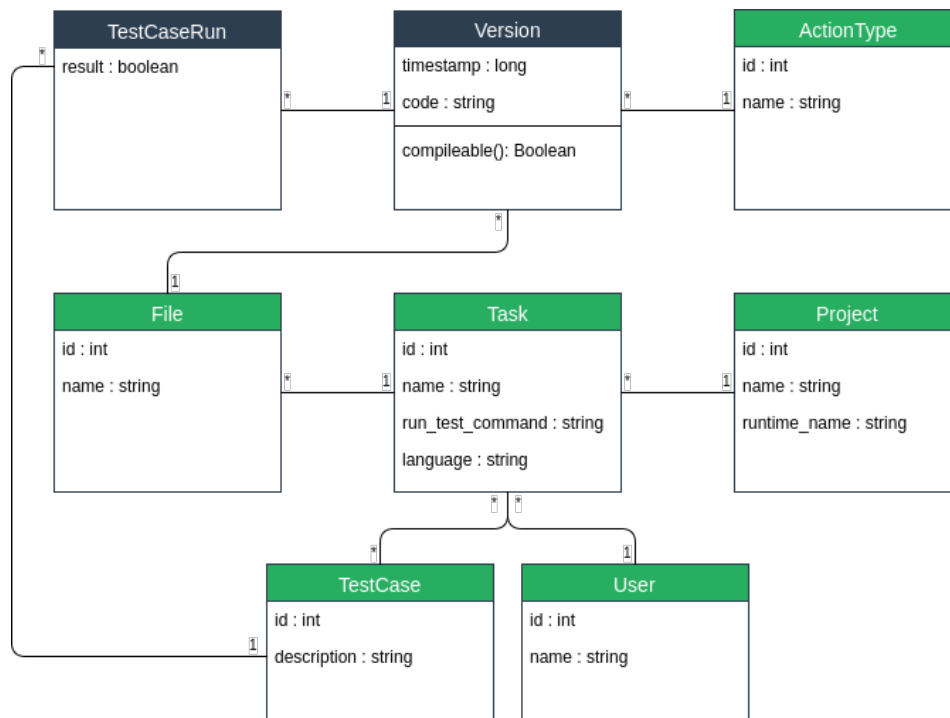 TestCaseRun
result : boolean
*
*
1
Version
timestamp : long
code : string
compileable(): Boolean
*
1
ActionType
id : int
name : string
*
1
File
id : int
name : string
*
1
Task
id : int
name : string
run_test_command : string
language : string
*
1
Project
id : int
name : string
runtime_name : string
*
*
*
1
TestCase
id : int
description : string
1
User
id : int
name : string